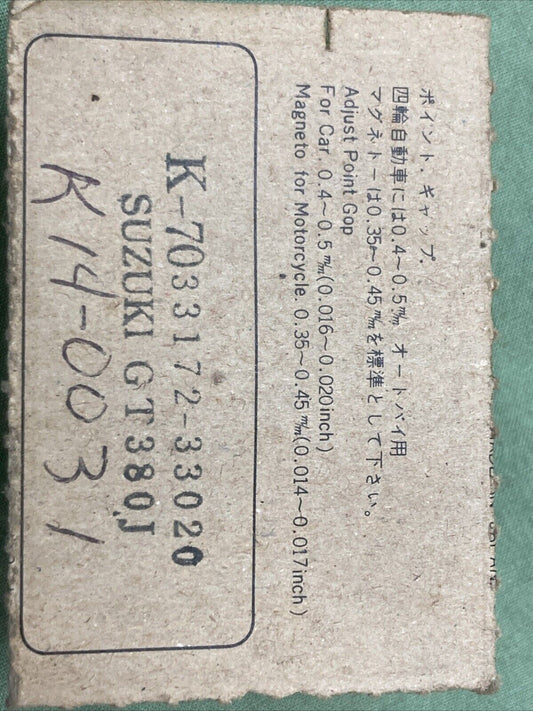 ポイント．ギャップ．
四輪自動車には0.4〜0.5㎜ オートバイ用
マグネトーは0.35〜0.45㎜を標準として下さい。
Adjust Point Gop
For Car. 0.4〜0.5㎜(0.016〜0.020inch)
Magneto for Motorcycle. 0.35〜0.45㎜(0.014〜0.017inch)
K-7033172-33020
SUZUKI GT380J
K14-0031